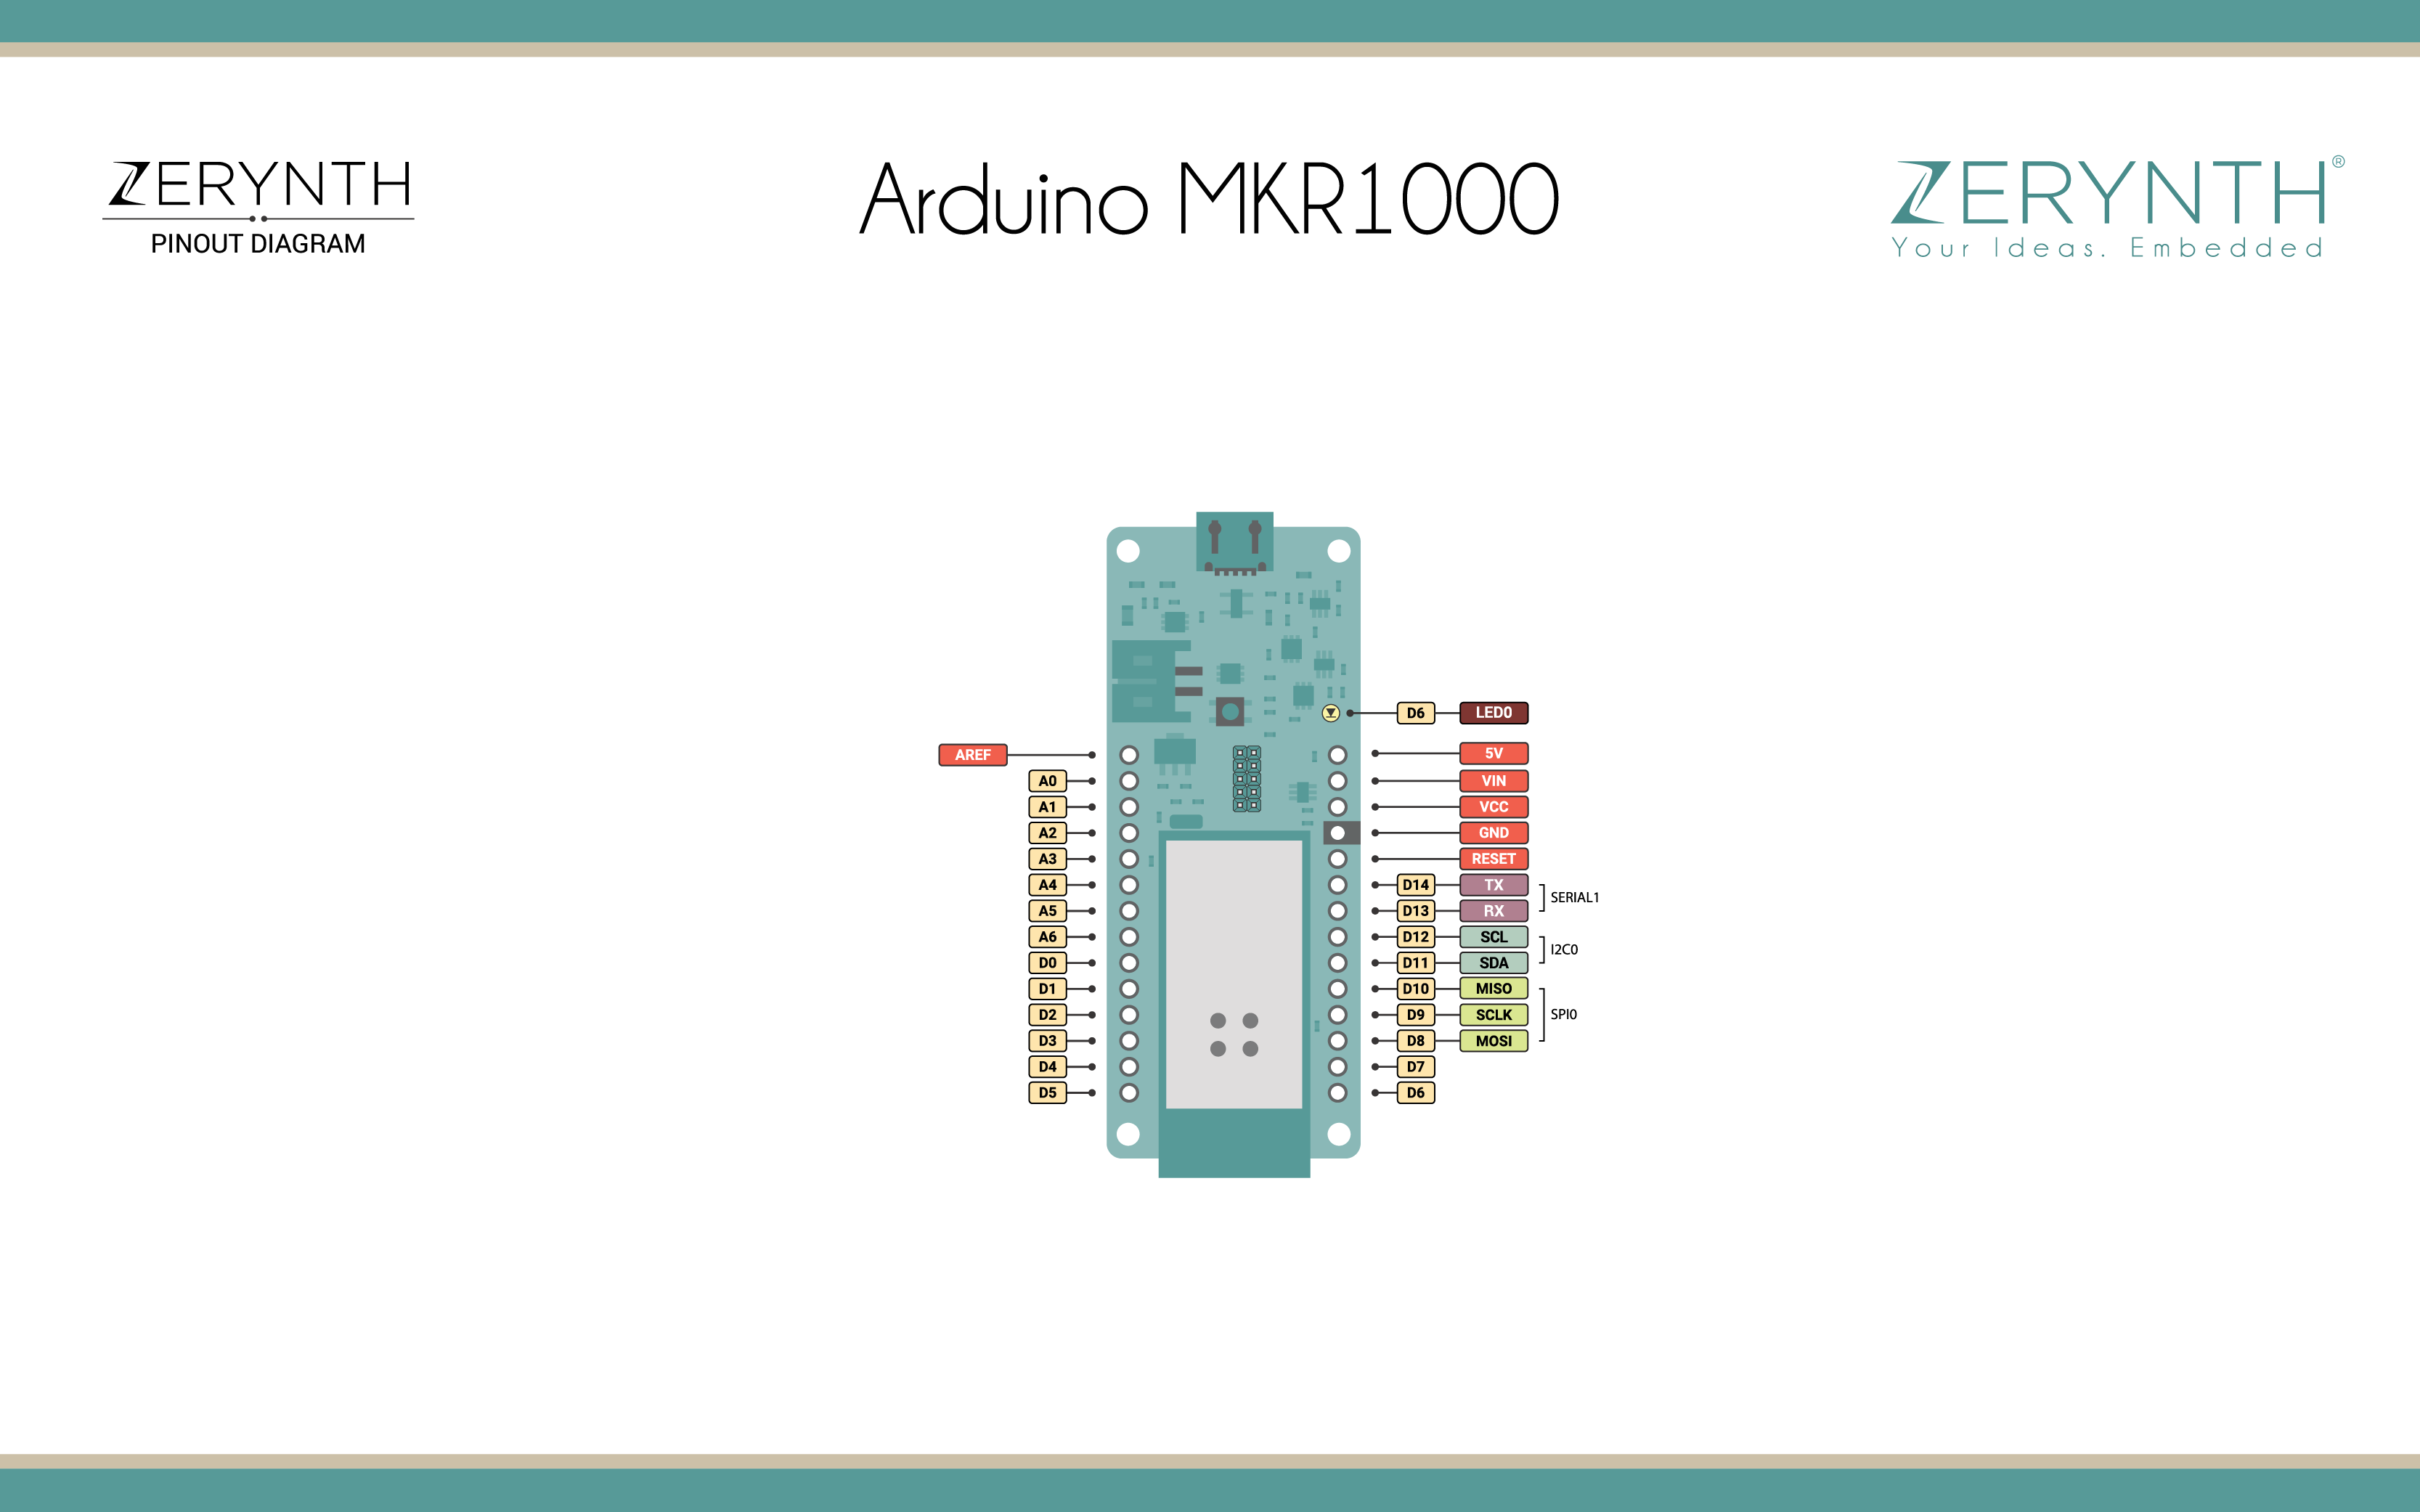 ZERYNTH
PINOUT DIAGRAM
Arduino MKR1000
ZERYNTH®
Your Ideas. Embedded
D6 LED0
AREF 5V
A0 VIN
A1 VCC
A2 GND
A3 RESET
A4 D14 TX
SERIAL1
A5 D13 RX
A6 D12 SCL
I2C0
D0 D11 SDA
D1 D10 MISO
D2 D9 SCLK SPI0
D3 D8 MOSI
D4 D7
D5 D6